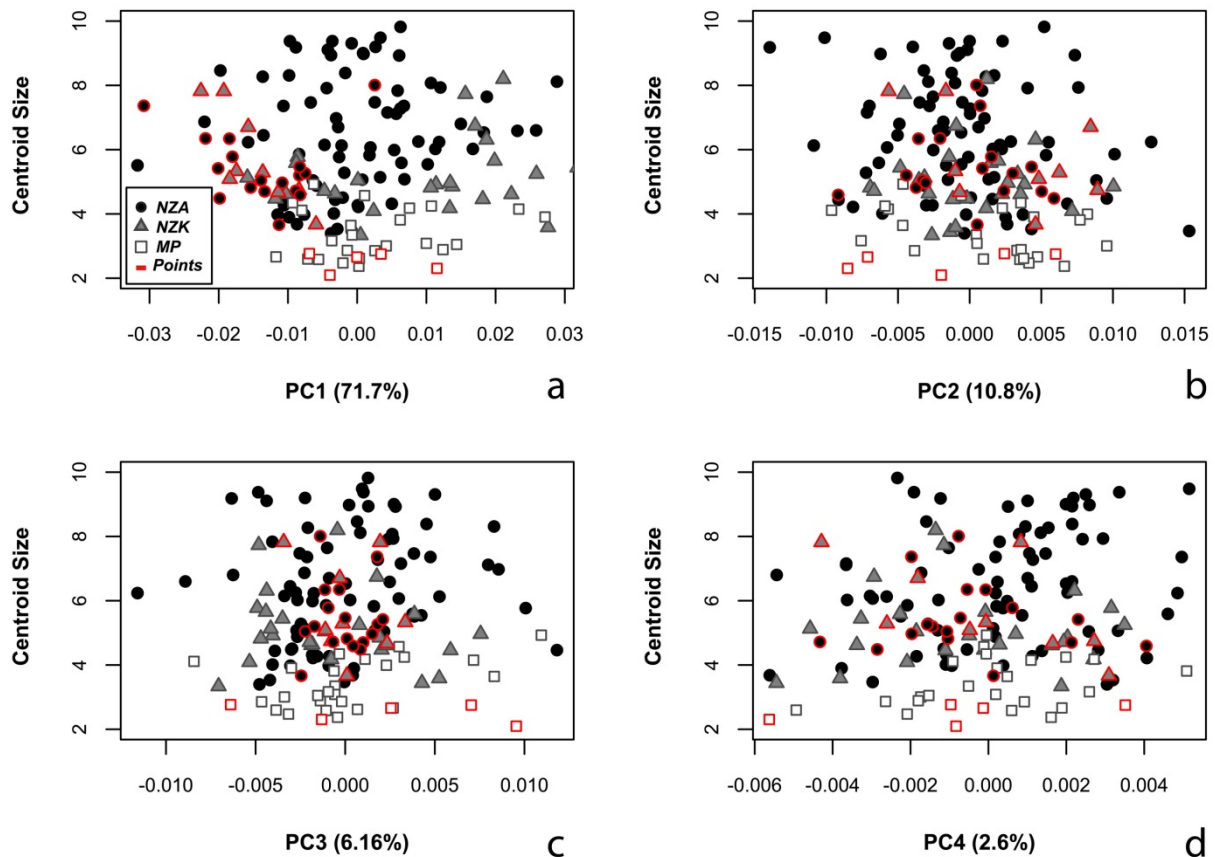 10
8
6
4
2
Centroid Size
NZA
NZK
MP
Points
-0.03 -0.02 -0.01 0.00 0.01 0.02 0.03
PC1 (71.7%)
a
10
8
6
4
2
Centroid Size
-0.015 -0.010 -0.005 0.000 0.005 0.010 0.015
PC2 (10.8%)
b
10
8
6
4
2
Centroid Size
-0.010 -0.005 0.000 0.005 0.010
PC3 (6.16%)
c
10
8
6
4
2
Centroid Size
-0.006 -0.004 -0.002 0.000 0.002 0.004
PC4 (2.6%)
d